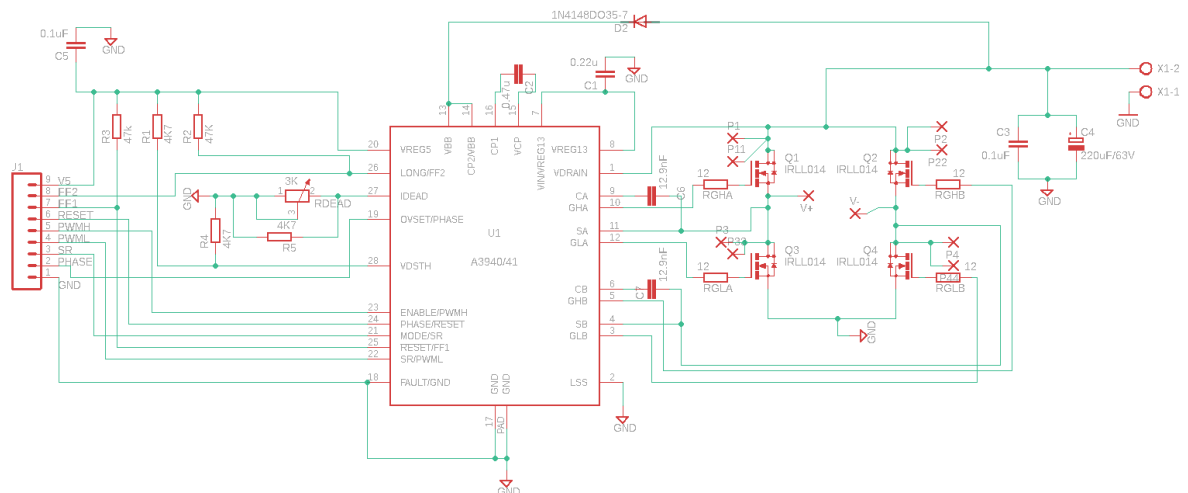 1N4148DO35-7
D2
0.1uF
C5
GND
0.22u
C1
GND
0.47u
C2
X1-2
X1-1
GND
C3
0.1uF
C4
220uF/63V
GND
R3
47k
R1
4K7
R2
47K
13
VBB
14
CP2/VBB
16
CP1
15
VCP
7
VIN/VREG13
20
VREG5
26
LONG/FF2
27
IDEAD
19
OVSET/PHASE
28
VDSTH
23
ENABLE/PWMH
24
PHASE/RESET
21
MODE/SR
25
RESET/FF1
22
SR/PWML
18
FAULT/GND
U1
A3940/41
VREG13
8
VDRAIN
1
CA
9
GHA
10
SA
11
GLA
12
CB
6
GHB
5
SB
4
GLB
3
LSS
2
GND
GND
GND
17
PAD
GND
J1
9
V5
8
FF2
7
FF1
6
RESET
5
PWMH
4
PWML
3
SR
2
PHASE
1
GND
GND
3K
1
2
3
RDEAD
R4
4K7
4K7
R5
12.9nF
C6
12.9nF
C7
P1
P11
12
RGHA
Q1
IRLL014
V+
Q2
IRLL014
V-
P2
P22
12
RGHB
P3
P33
12
RGLA
Q3
IRLL014
Q4
IRLL014
P4
P44
12
RGLB
GND